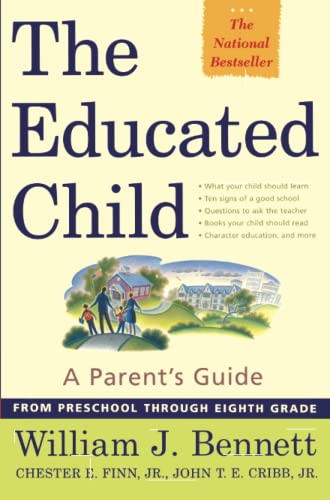 The
Educated
Child
The
National
Bestseller
• What your child should learn
• Ten signs of a good school
• Questions to ask the teacher
• Books your child should read
• Character education, and more
A Parent's Guide
FROM PRESCHOOL THROUGH EIGHTH GRADE
William J. Bennett
CHESTER E. FINN, JR., JOHN T. E. CRIBB, JR.